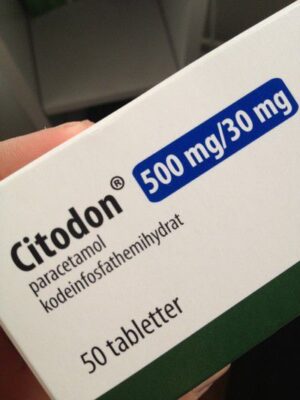 Citodon® 500 mg/30 mg
paracetamol
kodeinfosfathemihydrat
50 tabletter